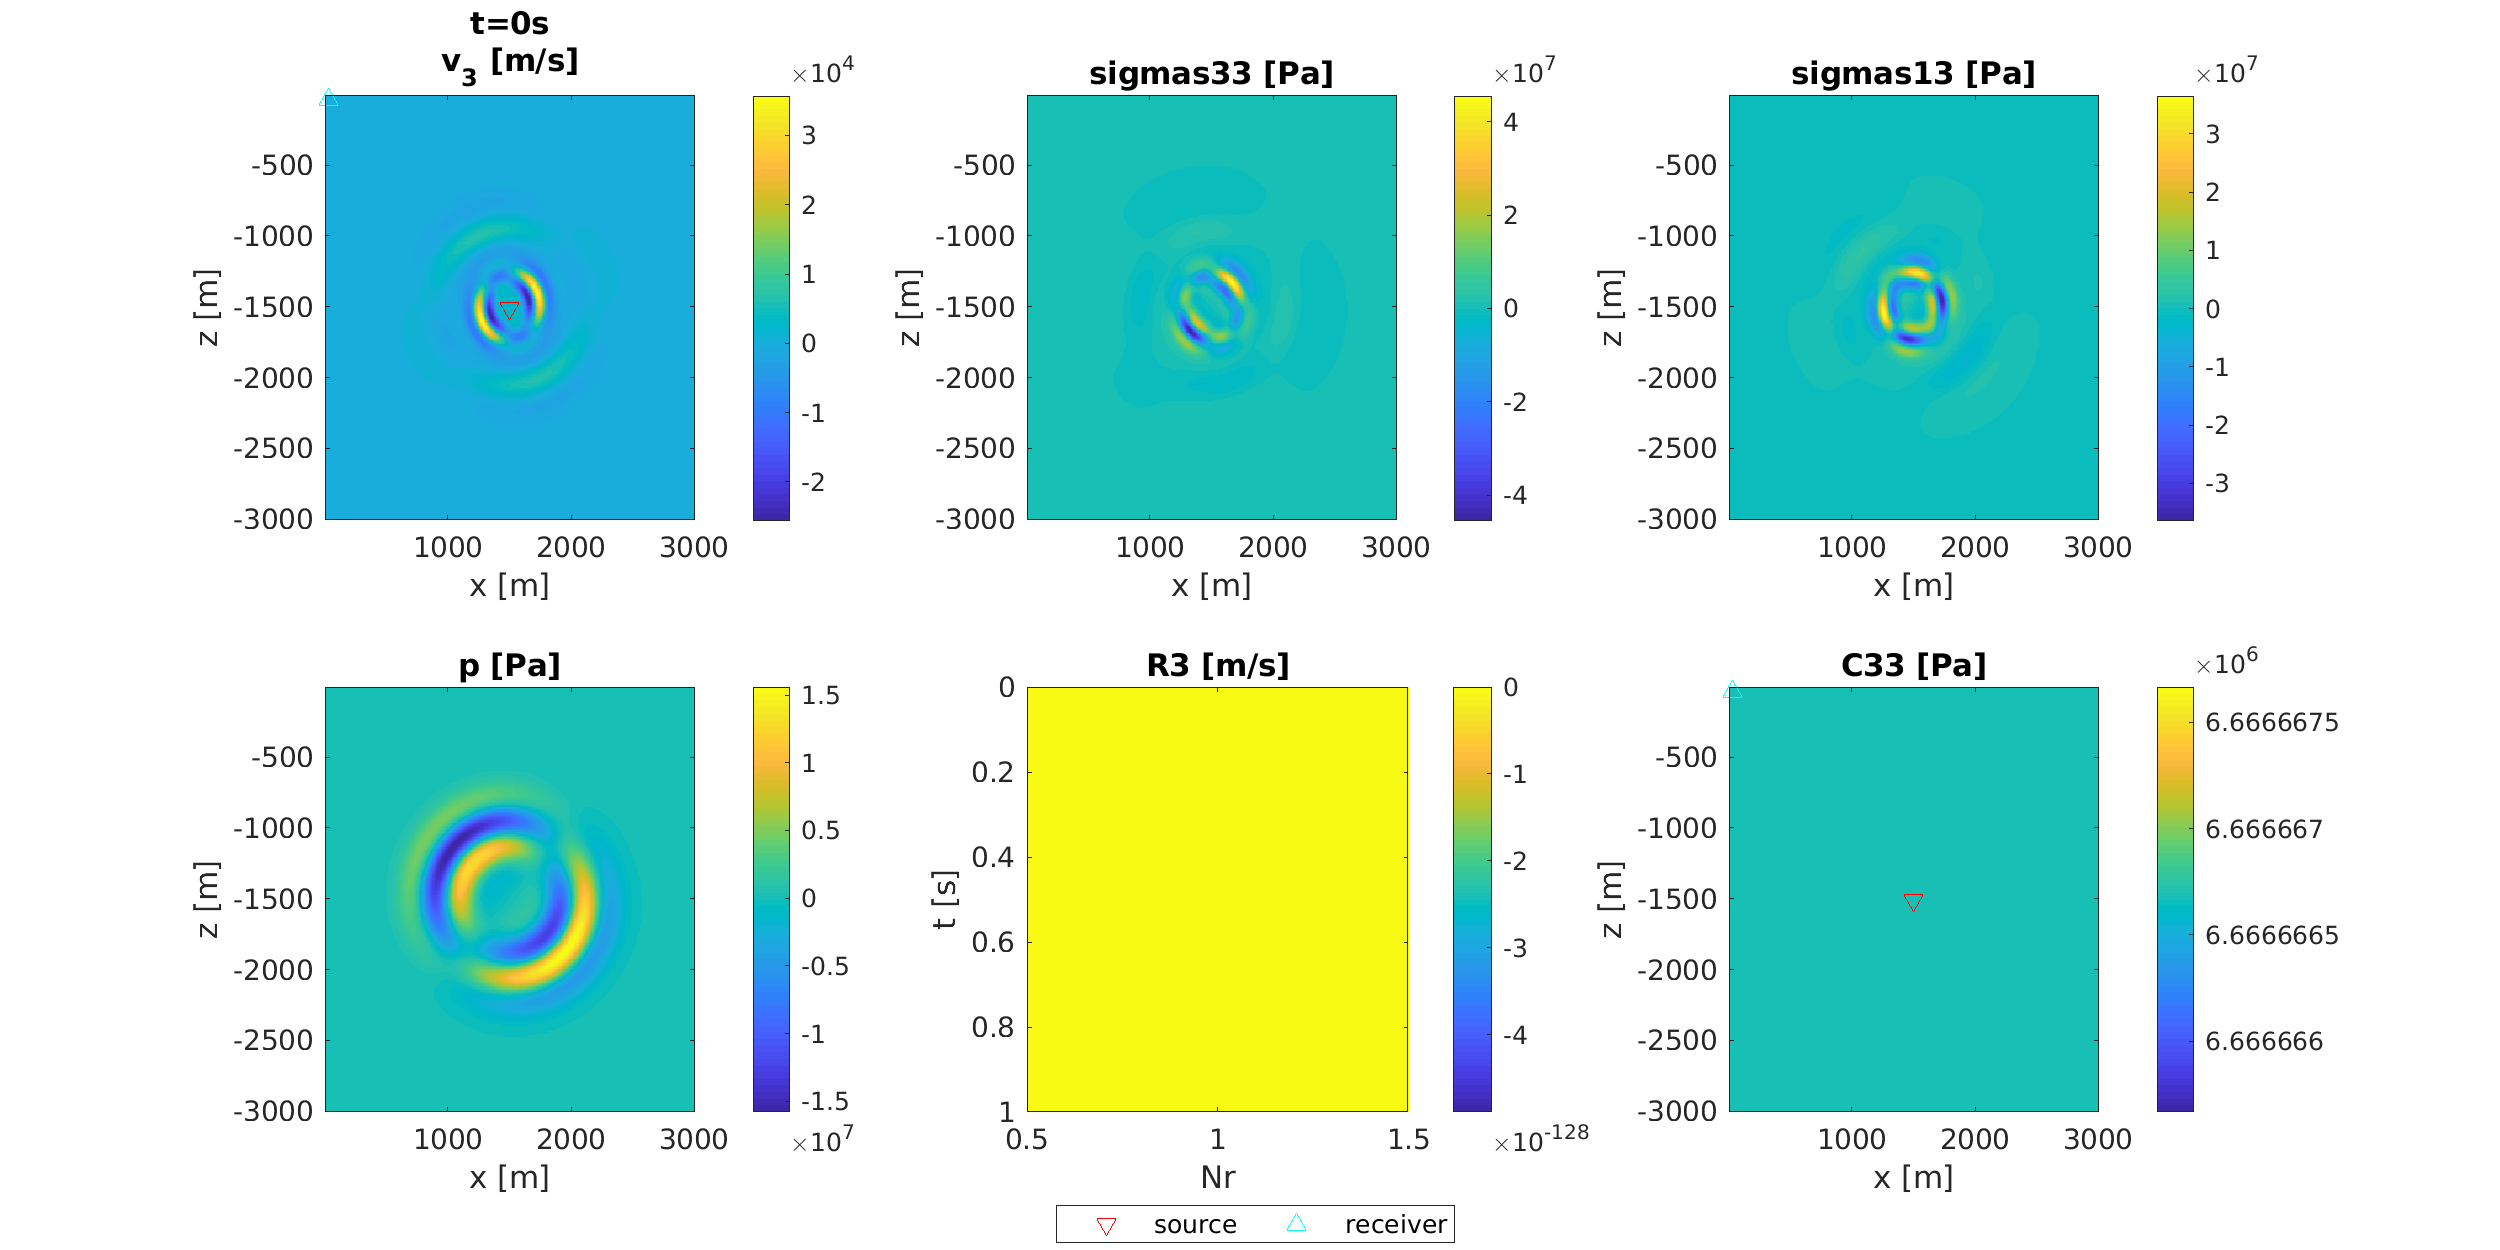 t=0s
v3 [m/s]
×10^4
-500
-1000
-1500
-2000
-2500
-3000
z [m]
1000 2000 3000
x [m]
3
2
1
0
-1
-2
sigmas33 [Pa]
×10^7
-500
-1000
-1500
-2000
-2500
-3000
z [m]
1000 2000 3000
x [m]
4
2
0
-2
-4
sigmas13 [Pa]
×10^7
-500
-1000
-1500
-2000
-2500
-3000
z [m]
1000 2000 3000
x [m]
3
2
1
0
-1
-2
-3
p [Pa]
-500
-1000
-1500
-2000
-2500
-3000
z [m]
1000 2000 3000
x [m]
1.5
1
0.5
0
-0.5
-1
-1.5
×10^7
R3 [m/s]
0
0.2
0.4
0.6
0.8
1
t [s]
0.5 1 1.5
Nr
0
-1
-2
-3
-4
×10^-128
C33 [Pa]
×10^6
-500
-1000
-1500
-2000
-2500
-3000
z [m]
1000 2000 3000
x [m]
6.6666675
6.666667
6.6666665
6.666666
source receiver